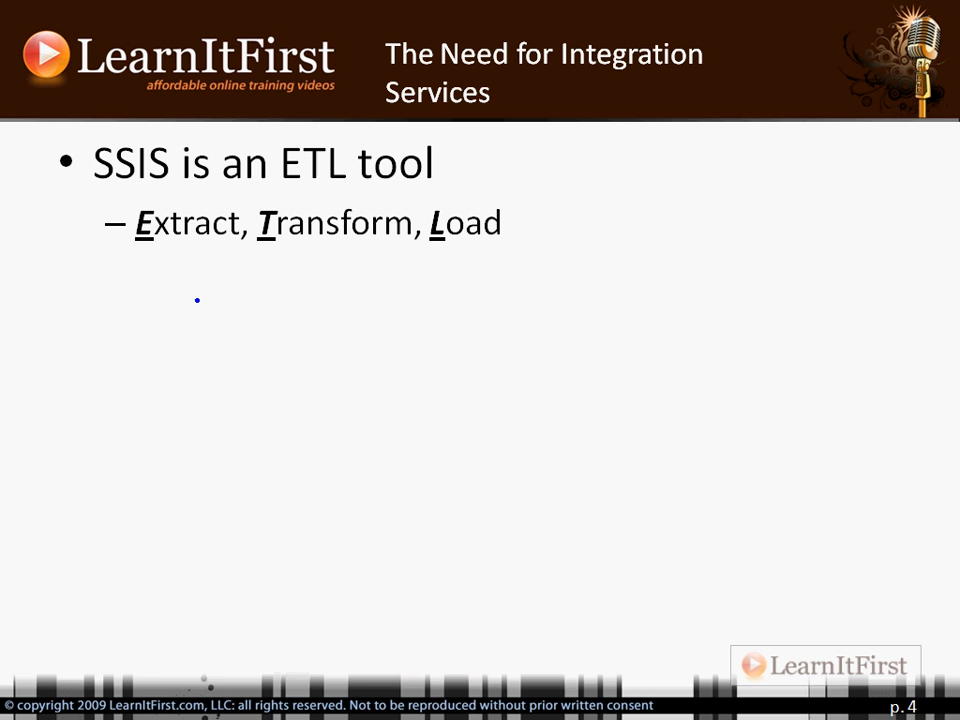 LearnItFirst
affordable online training videos
The Need for Integration
Services
• SSIS is an ETL tool
– Extract, Transform, Load
LearnItFirst
© copyright 2009 LearnItFirst.com, LLC: all rights reserved. Not to be reproduced without prior written consent
p. 4